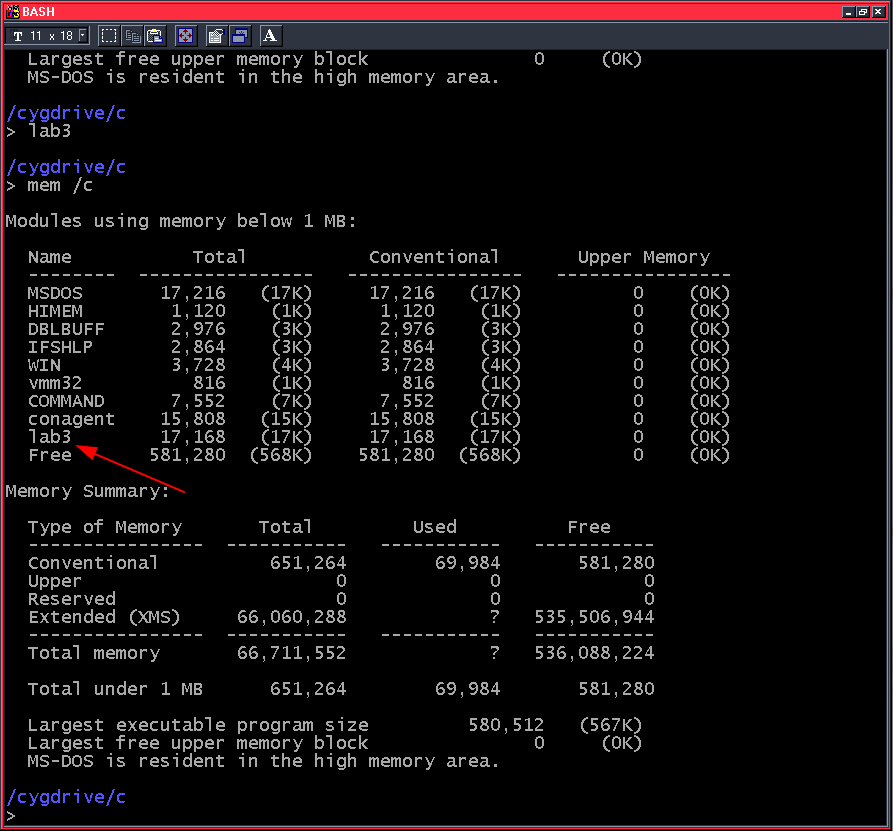 BASH
T 11 x 18 A
Largest free upper memory block 0 (0K)
MS-DOS is resident in the high memory area.
/cygdrive/c
> lab3
/cygdrive/c
> mem /c
Modules using memory below 1 MB:
Name Total Conventional Upper Memory
-------- ---------------- ---------------- ----------------
MSDOS 17,216 (17K) 17,216 (17K) 0 (0K)
HIMEM 1,120 (1K) 1,120 (1K) 0 (0K)
DBLBUFF 2,976 (3K) 2,976 (3K) 0 (0K)
IFSHLP 2,864 (3K) 2,864 (3K) 0 (0K)
WIN 3,728 (4K) 3,728 (4K) 0 (0K)
vmm32 816 (1K) 816 (1K) 0 (0K)
COMMAND 7,552 (7K) 7,552 (7K) 0 (0K)
conagent 15,808 (15K) 15,808 (15K) 0 (0K)
lab3 17,168 (17K) 17,168 (17K) 0 (0K)
Free 581,280 (568K) 581,280 (568K) 0 (0K)
Memory Summary:
Type of Memory Total Used Free
---------------- ----------- ----------- -----------
Conventional 651,264 69,984 581,280
Upper 0 0 0
Reserved 0 0 0
Extended (XMS) 66,060,288 ? 535,506,944
---------------- ----------- ----------- -----------
Total memory 66,711,552 ? 536,088,224
Total under 1 MB 651,264 69,984 581,280
Largest executable program size 580,512 (567K)
Largest free upper memory block 0 (0K)
MS-DOS is resident in the high memory area.
/cygdrive/c
>